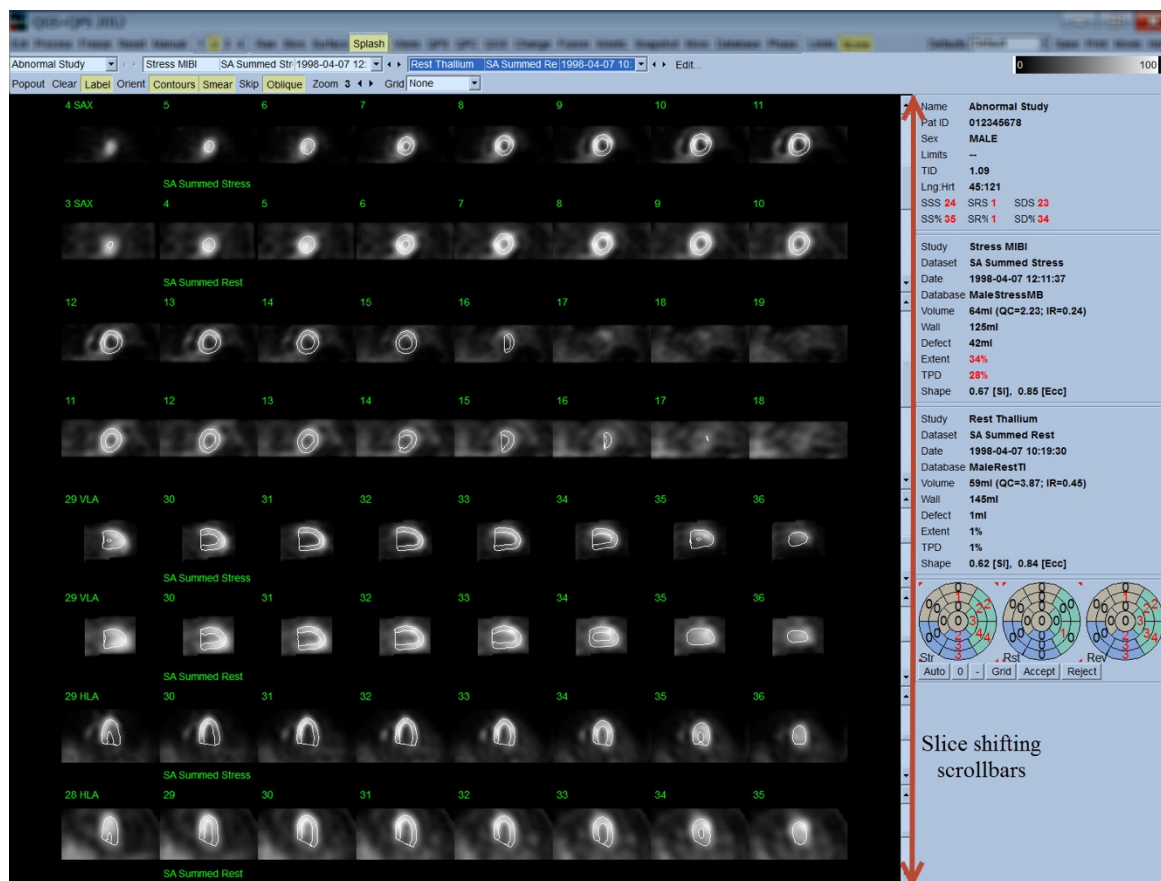 QGS+QPS 2012
Splash
Abnormal Study Stress MIBI SA Summed Str 1998-04-07 12: Rest Thallium SA Summed Re 1998-04-07 10: Edit...
0 100
Popout Clear Label Orient Contours Smear Skip Oblique Zoom 3 Grid None
4 SAX 5 6 7 8 9 10 11
SA Summed Stress
3 SAX 4 5 6 7 8 9 10
SA Summed Rest
12 13 14 15 16 17 18 19
11 12 13 14 15 16 17 18
29 VLA 30 31 32 33 34 35 36
SA Summed Stress
29 VLA 30 31 32 33 34 35 36
SA Summed Rest
29 HLA 30 31 32 33 34 35 36
SA Summed Stress
28 HLA 29 30 31 32 33 34 35
SA Summed Rest
Name Abnormal Study
Pat ID 012345678
Sex MALE
Limits --
TID 1.09
Lng:Hrt 45:121
SSS 24 SRS 1 SDS 23
SS% 35 SR% 1 SD% 34
Study Stress MIBI
Dataset SA Summed Stress
Date 1998-04-07 12:11:37
Database MaleStressMB
Volume 64ml (QC=2.23; IR=0.24)
Wall 125ml
Defect 42ml
Extent 34%
TPD 28%
Shape 0.67 [SI], 0.85 [Ecc]
Study Rest Thallium
Dataset SA Summed Rest
Date 1998-04-07 10:19:30
Database MaleRestTl
Volume 59ml (QC=3.87; IR=0.45)
Wall 145ml
Defect 1ml
Extent 1%
TPD 1%
Shape 0.62 [SI], 0.84 [Ecc]
Str Rst Rev
Auto 0 - Grid Accept Reject
Slice shifting
scrollbars